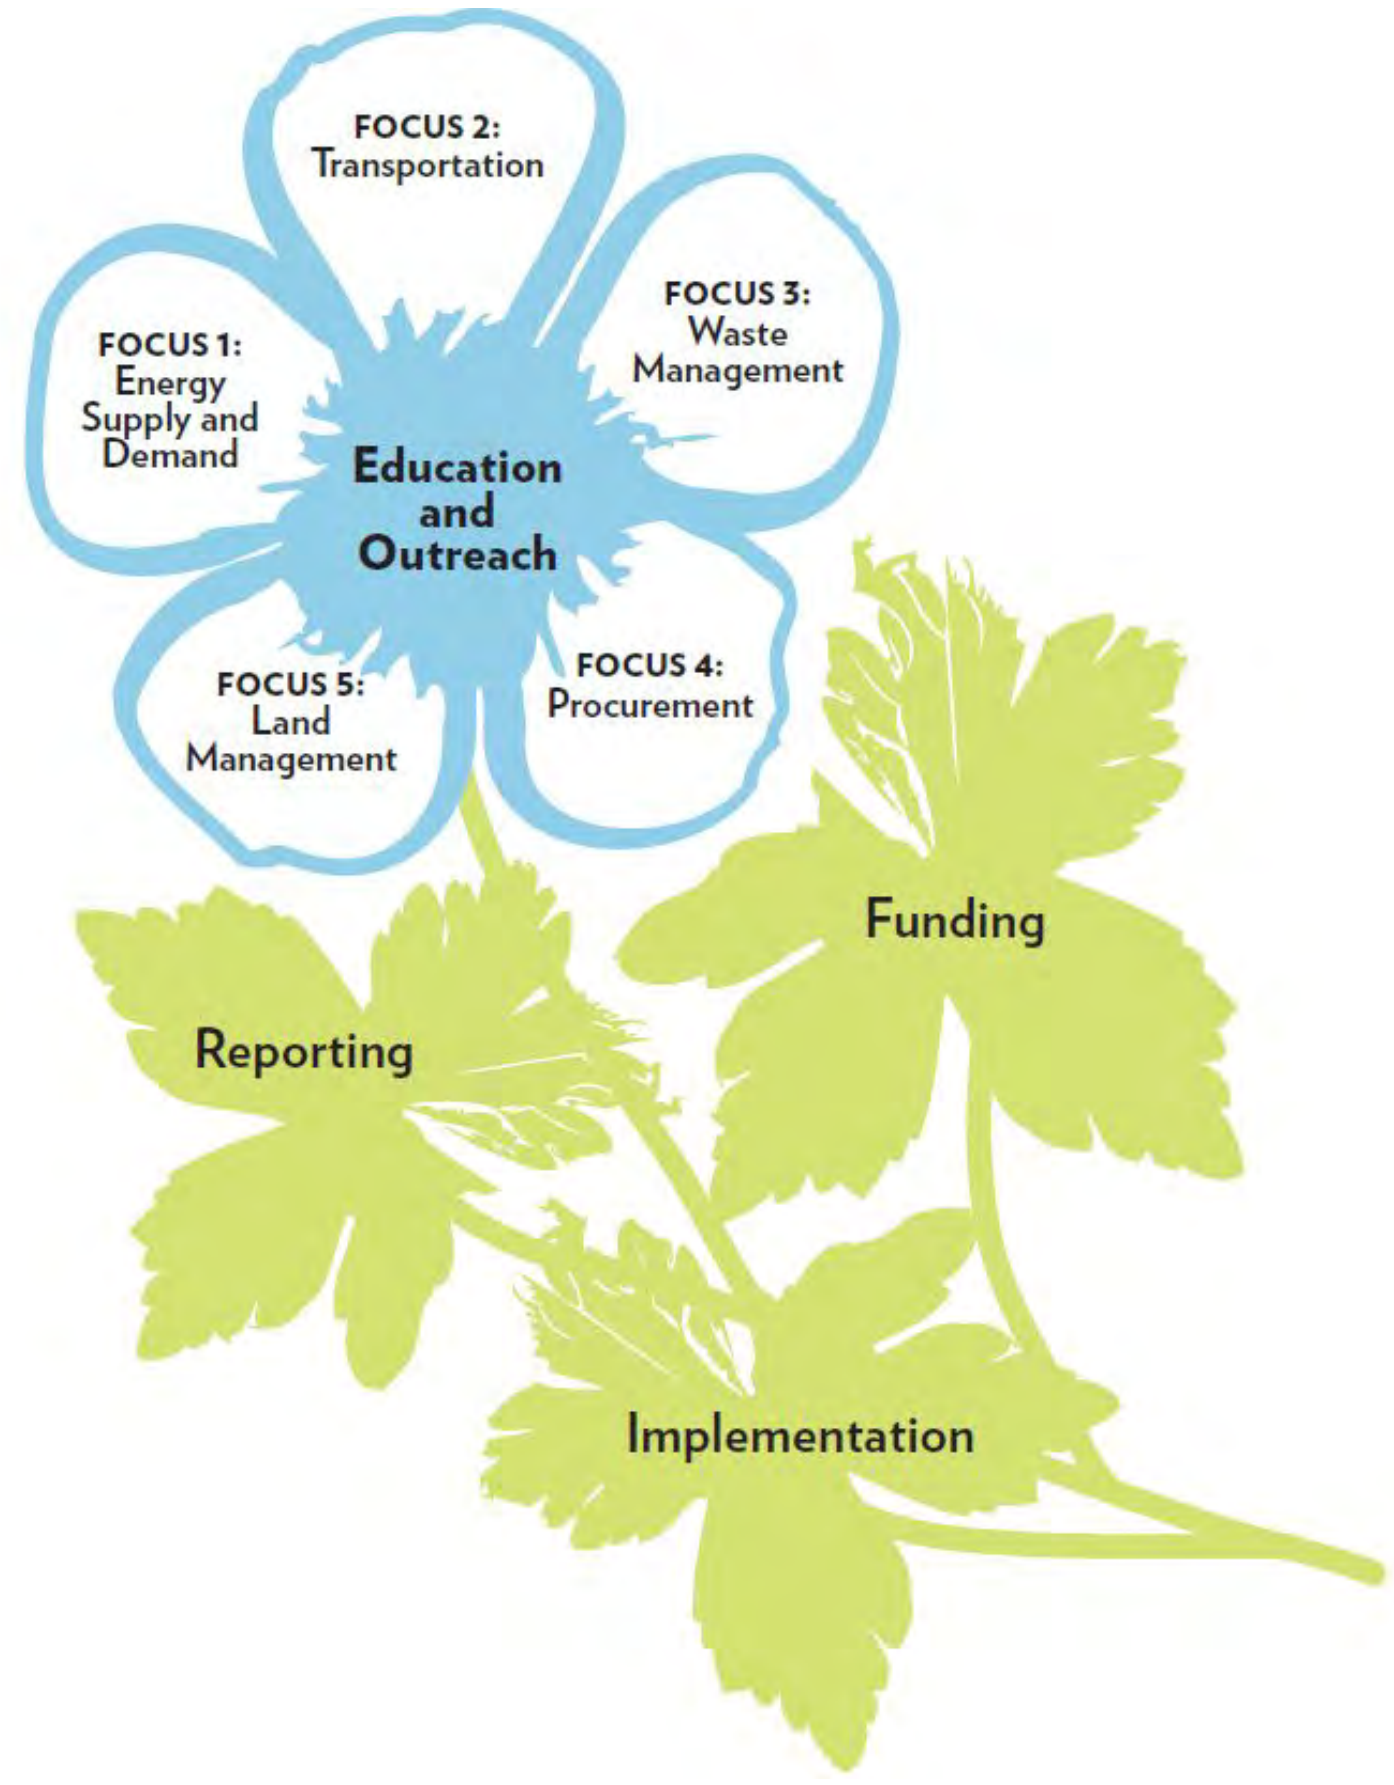 FOCUS 2:
Transportation
FOCUS 3:
Waste
Management
FOCUS 1:
Energy
Supply and
Demand
Education
and
Outreach
FOCUS 4:
Procurement
FOCUS 5:
Land
Management
Funding
Reporting
Implementation